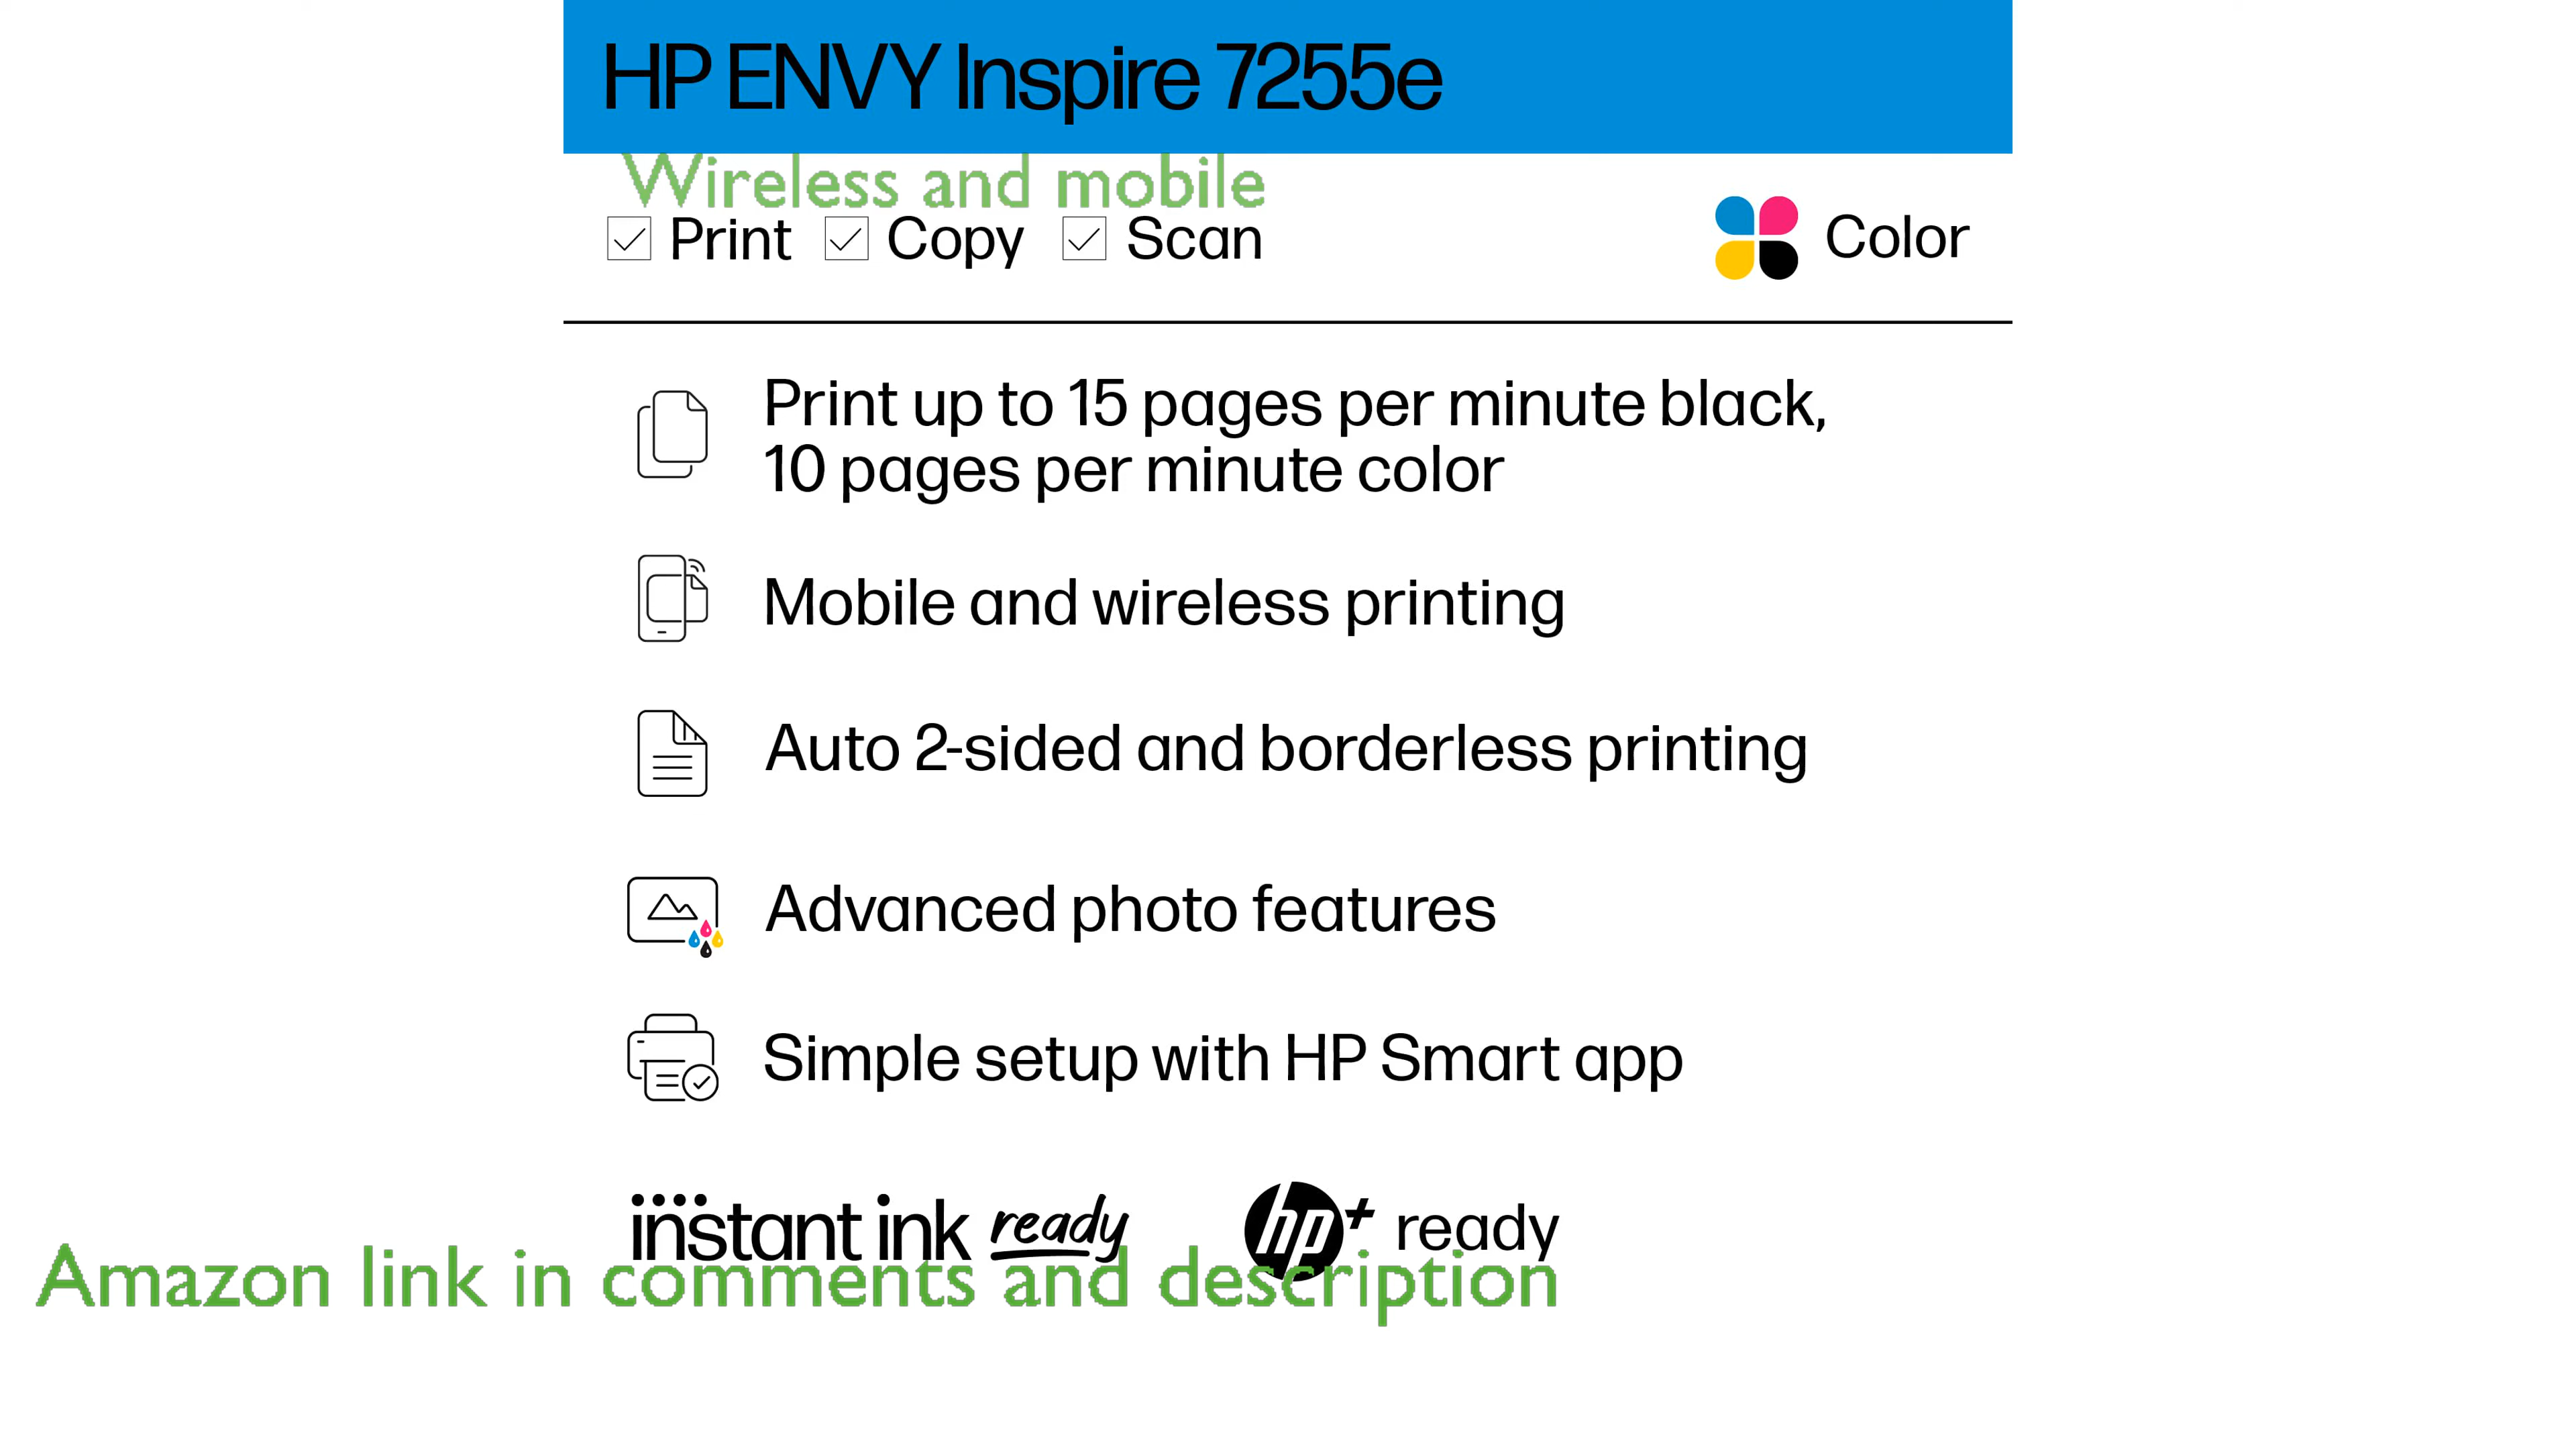 HP ENVY Inspire 7255e
Wireless and mobile
Print Copy Scan
Color
Print up to 15 pages per minute black,
10 pages per minute color
Mobile and wireless printing
Auto 2-sided and borderless printing
Advanced photo features
Simple setup with HP Smart app
instant ink ready
hp+ ready
Amazon link in comments and description